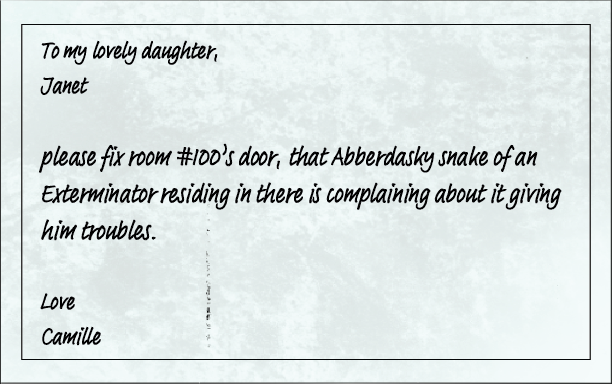 To my lovely daughter,
Janet
please fix room #100's door, that Abberdasky snake of an
Exterminator residing in there is complaining about it giving
him troubles.
Love
Camille